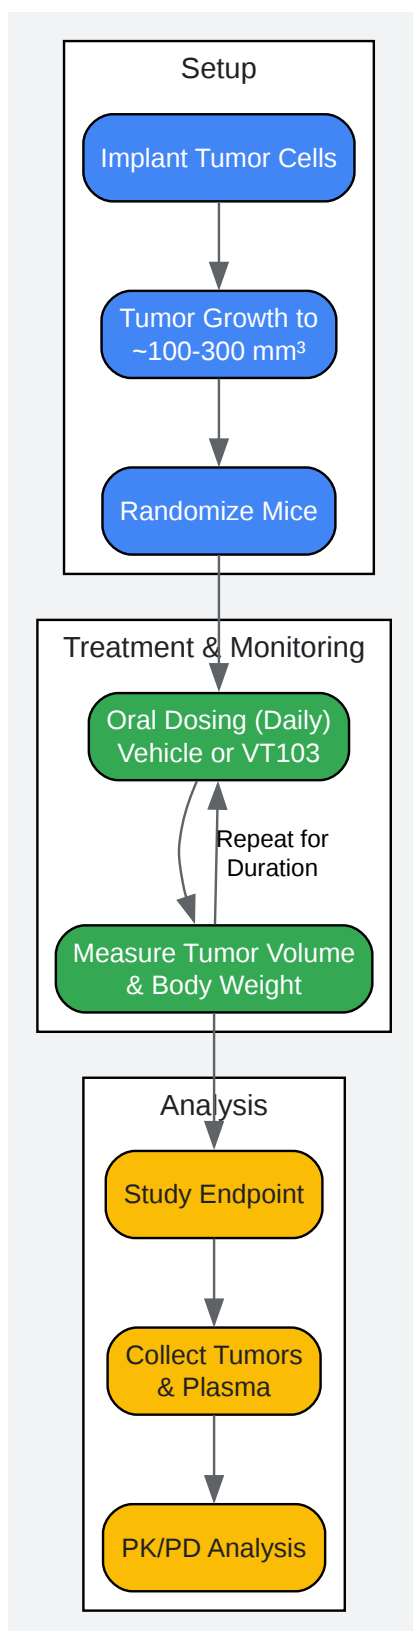 Setup
Implant Tumor Cells
Tumor Growth to
~100-300 mm³
Randomize Mice
Treatment & Monitoring
Oral Dosing (Daily)
Vehicle or VT103
Repeat for
Duration
Measure Tumor Volume
& Body Weight
Analysis
Study Endpoint
Collect Tumors
& Plasma
PK/PD Analysis